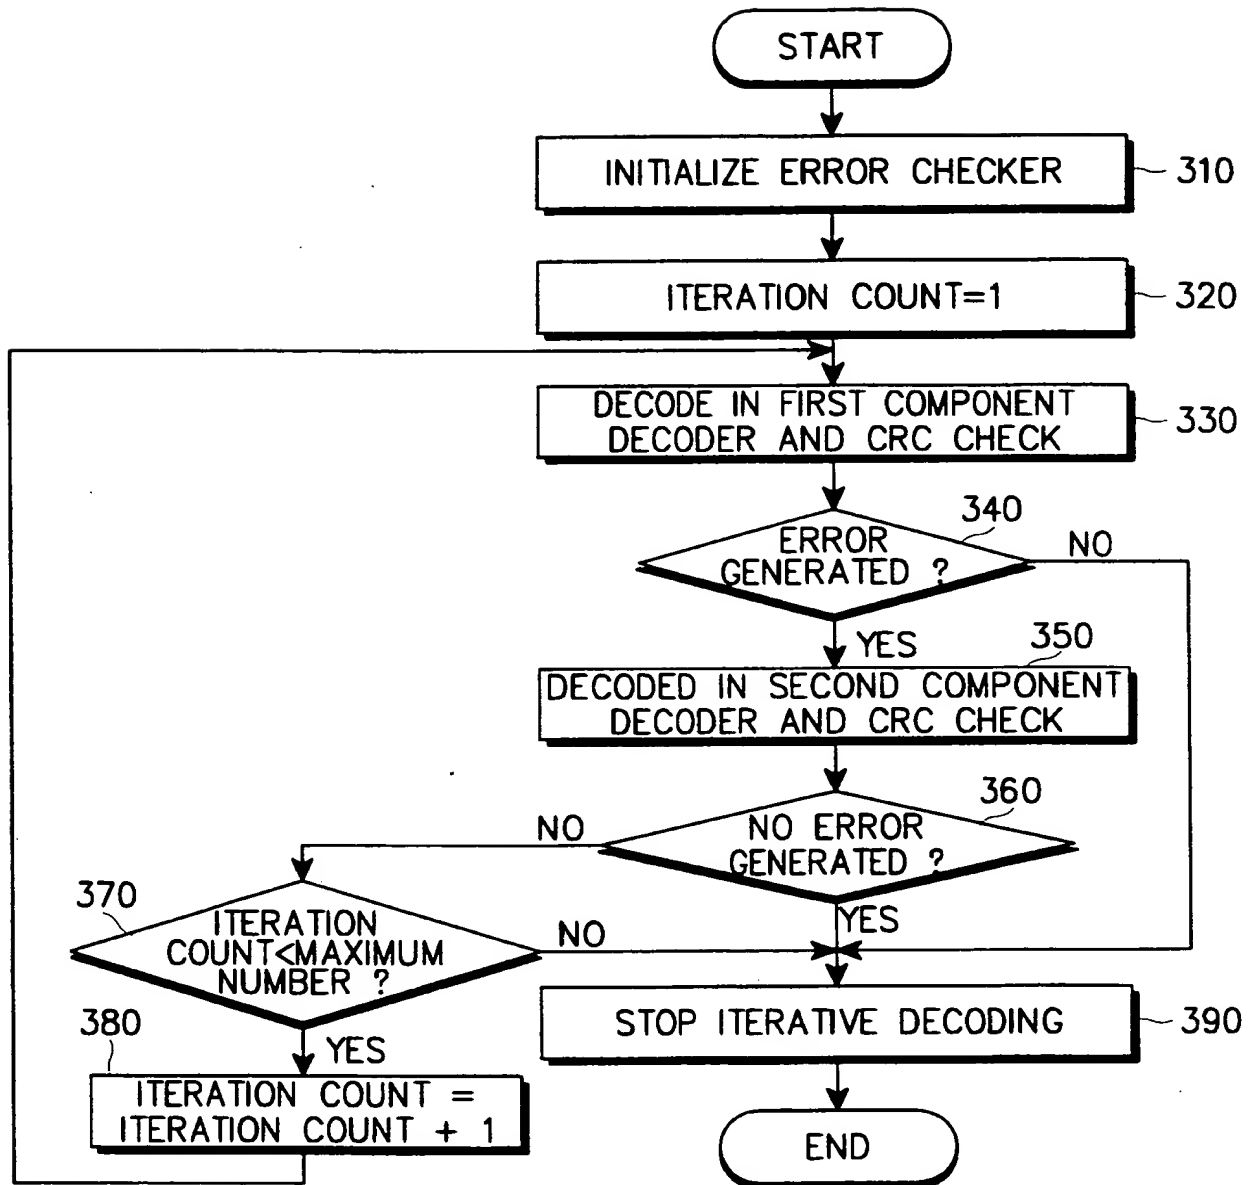 START
INITIALIZE ERROR CHECKER
310
ITERATION COUNT=1
320
DECODE IN FIRST COMPONENT
DECODER AND CRC CHECK
330
340
ERROR
GENERATED ?
NO
YES
350
DECODED IN SECOND COMPONENT
DECODER AND CRC CHECK
360
NO ERROR
GENERATED ?
NO
YES
370
ITERATION
COUNT<MAXIMUM
NUMBER ?
NO
YES
380
ITERATION COUNT =
ITERATION COUNT + 1
STOP ITERATIVE DECODING
390
END